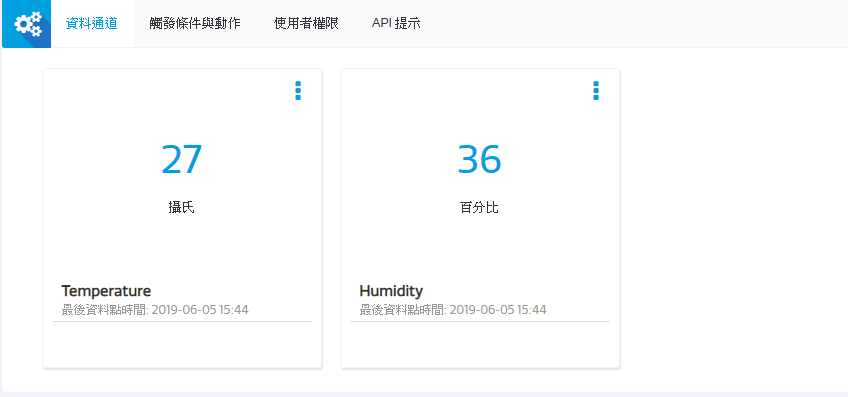 資料通道 觸發條件與動作 使用者權限 API 提示
27
攝氏
Temperature
最後資料點時間: 2019-06-05 15:44
36
百分比
Humidity
最後資料點時間: 2019-06-05 15:44